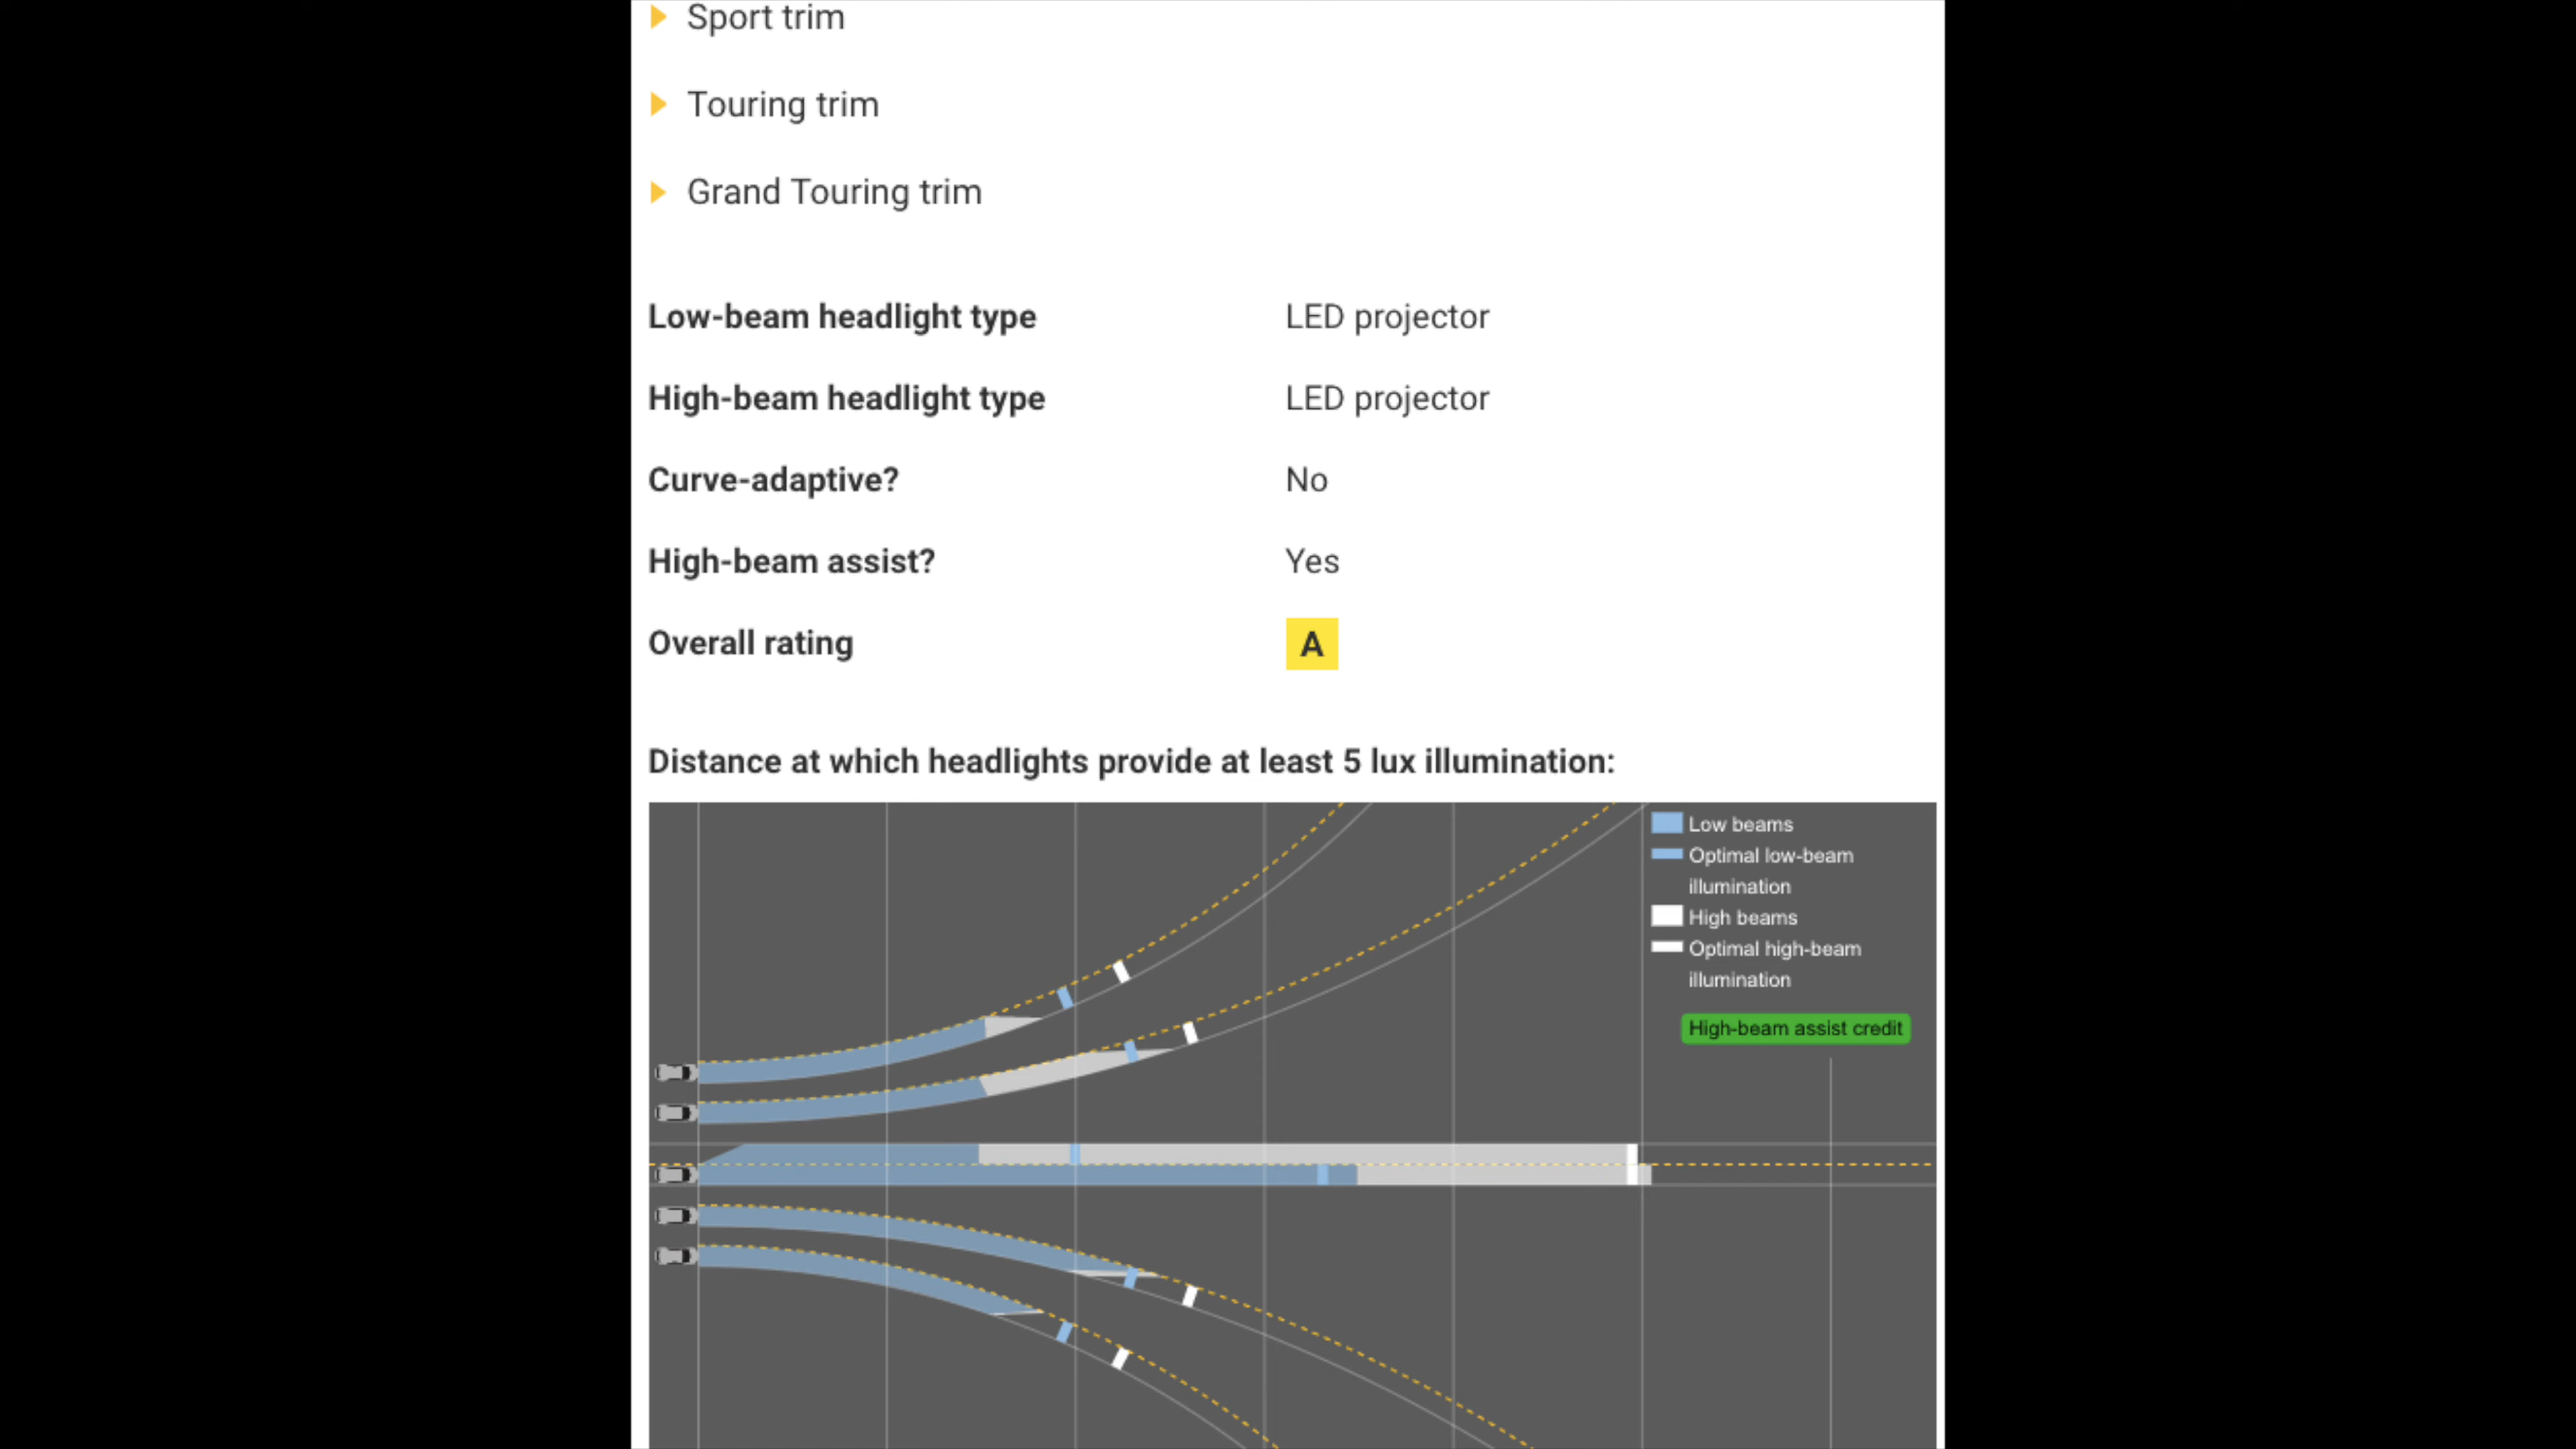 Sport trim
Touring trim
Grand Touring trim
Low-beam headlight type LED projector
High-beam headlight type LED projector
Curve-adaptive? No
High-beam assist? Yes
Overall rating A
Distance at which headlights provide at least 5 lux illumination:
Low beams
Optimal low-beam
illumination
High beams
Optimal high-beam
illumination
High-beam assist credit